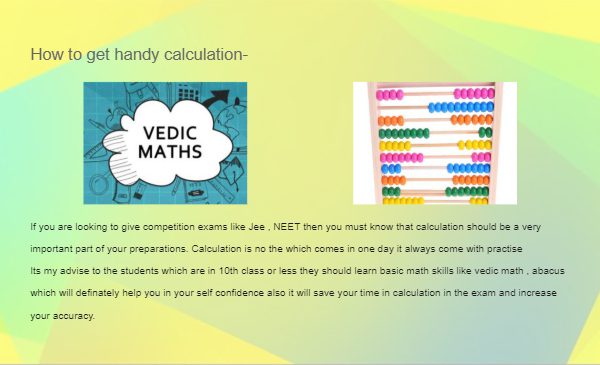 How to get handy calculation-
VEDIC
MATHS
If you are looking to give competition exams like Jee , NEET then you must know that calculation should be a very
important part of your preparations. Calculation is no the which comes in one day it always come with practise
Its my advise to the students which are in 10th class or less they should learn basic math skills like vedic math , abacus
which will definately help you in your self confidence also it will save your time in calculation in the exam and increase
your accuracy.